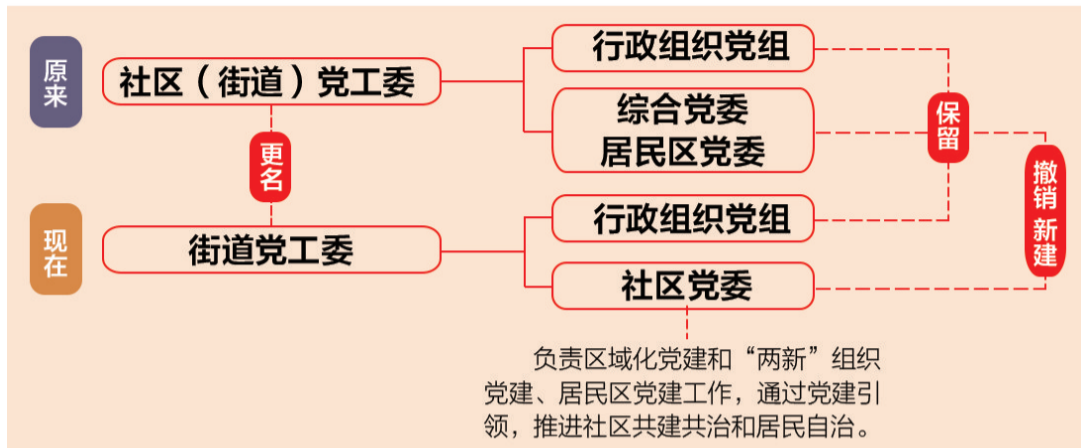 原来
社区（街道）党工委
行政组织党组
综合党委
居民区党委
保留
更名
撤销 新建
现在
街道党工委
行政组织党组
社区党委
负责区域化党建和“两新”组织
党建、居民区党建工作，通过党建引
领，推进社区共建共治和居民自治。